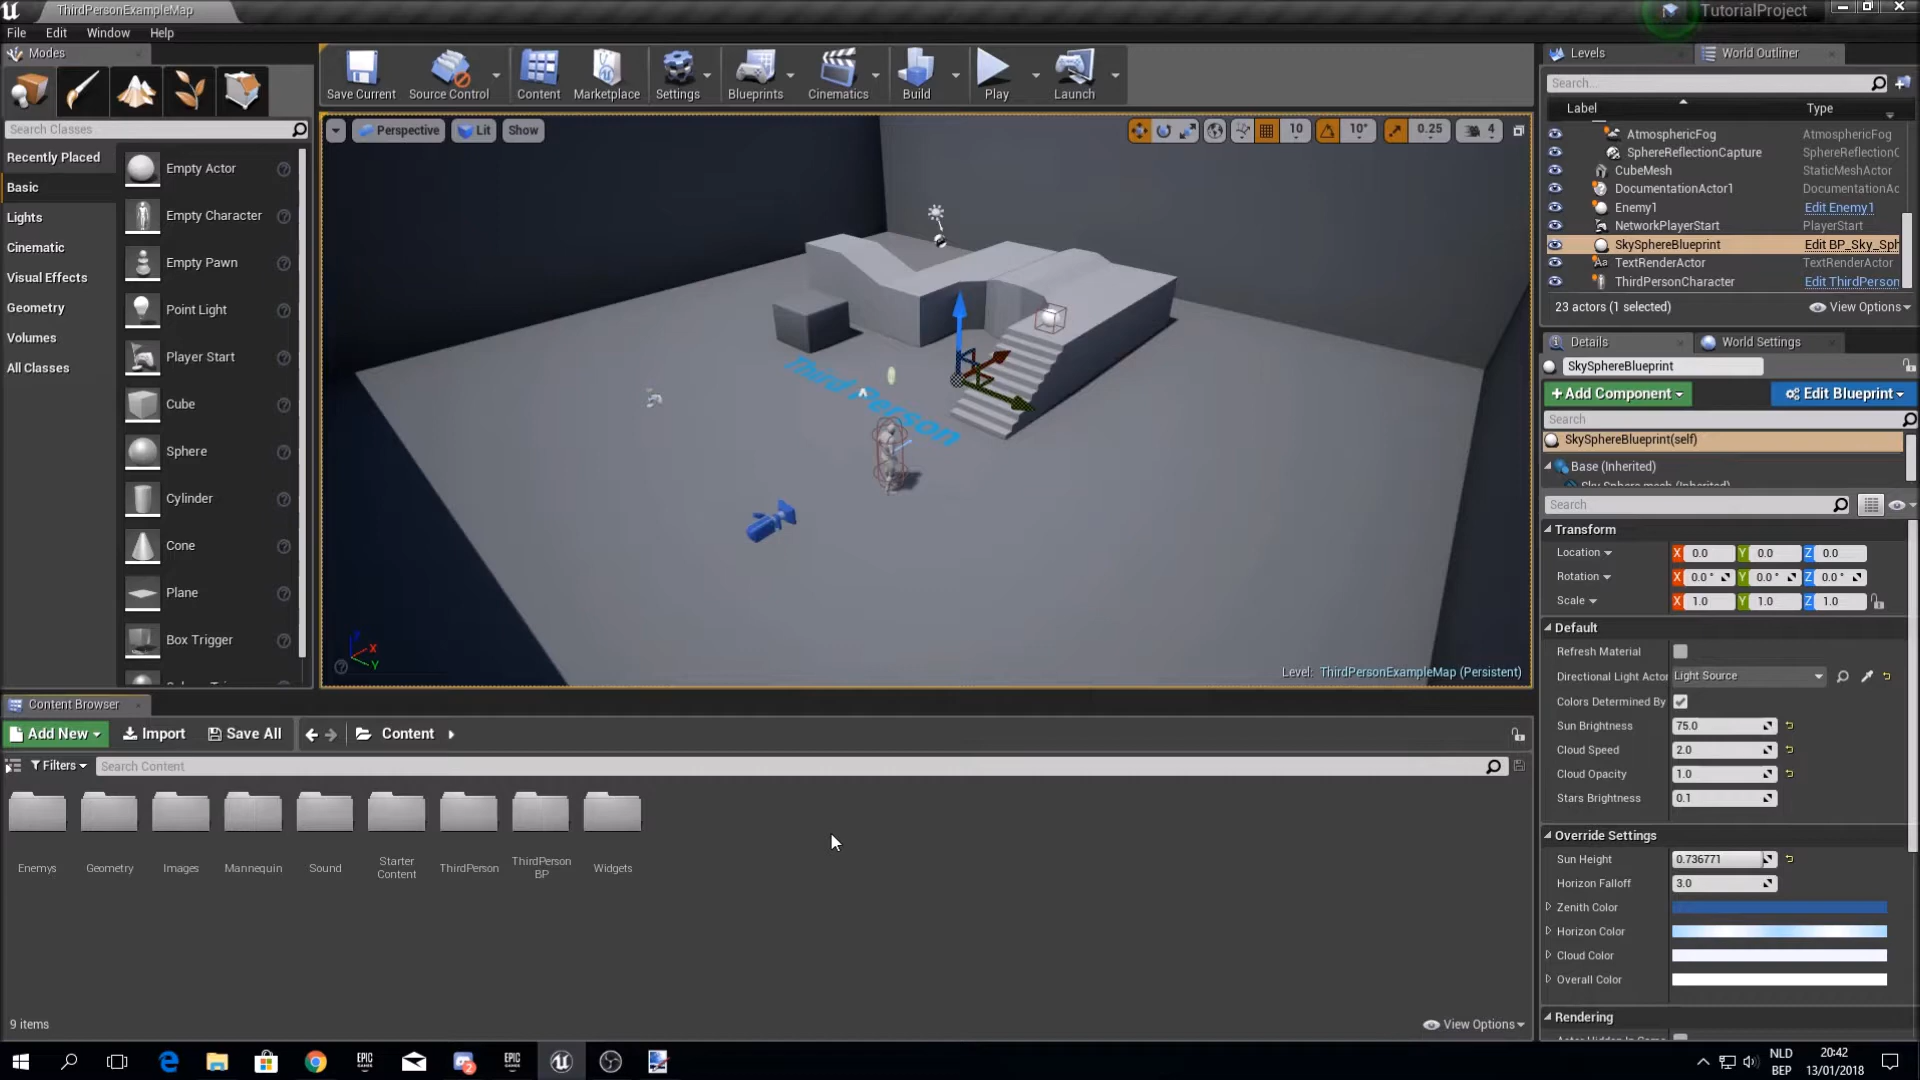 ThirdPersonExampleMap
TutorialProject
File Edit Window Help
Modes
Save Current
Source Control
Content
Marketplace
Settings
Blueprints
Cinematics
Build
Play
Launch
Search Classes
Recently Placed
Basic
Lights
Cinematic
Visual Effects
Geometry
Volumes
All Classes
Empty Actor
Empty Character
Empty Pawn
Point Light
Player Start
Cube
Sphere
Cylinder
Cone
Plane
Box Trigger
Perspective Lit Show
10 10° 0.25 4
Third Person
X
Y
Level: ThirdPersonExampleMap (Persistent)
Levels World Outliner
Search...
Label Type
AtmosphericFog AtmosphericFog
SphereReflectionCapture SphereReflectionC
CubeMesh StaticMeshActor
DocumentationActor1 DocumentationAc
Enemy1 Edit Enemy1
NetworkPlayerStart PlayerStart
SkySphereBlueprint Edit BP_Sky_Sph
TextRenderActor TextRenderActor
ThirdPersonCharacter Edit ThirdPerson
23 actors (1 selected) View Options
Details World Settings
SkySphereBlueprint
+Add Component Edit Blueprint
Search
SkySphereBlueprint(self)
Base (Inherited)
Sky Sphere mesh (Inherited)
Search
Transform
Location X 0.0 Y 0.0 Z 0.0
Rotation X 0.0 ° Y 0.0 ° Z 0.0 °
Scale X 1.0 Y 1.0 Z 1.0
Default
Refresh Material
Directional Light Actor Light Source
Colors Determined By
Sun Brightness 75.0
Cloud Speed 2.0
Cloud Opacity 1.0
Stars Brightness 0.1
Override Settings
Sun Height 0.736771
Horizon Falloff 3.0
Zenith Color
Horizon Color
Cloud Color
Overall Color
Rendering
Content Browser
Add New Import Save All Content
Filters Search Content
Enemys
Geometry
Images
Mannequin
Sound
Starter
Content
ThirdPerson
ThirdPerson
BP
Widgets
9 items
View Options
EPIC
GAMES
2
EPIC
GAMES
NLD
BEP
20:42
13/01/2018